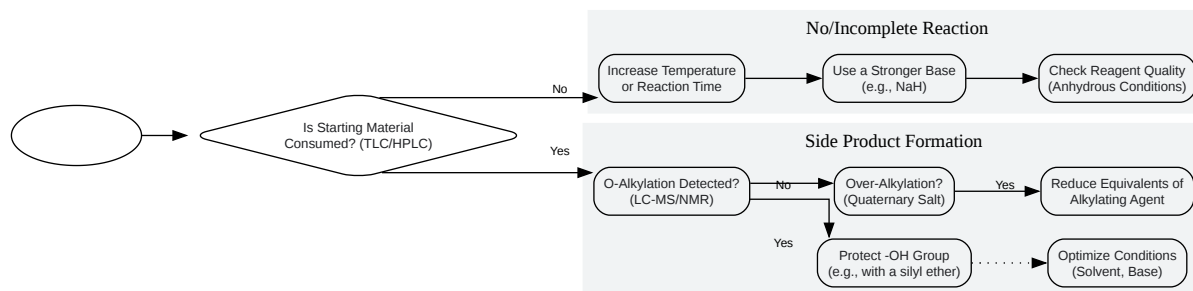 No/Incomplete Reaction
Increase Temperature
or Reaction Time
Use a Stronger Base
(e.g., NaH)
Check Reagent Quality
(Anhydrous Conditions)
No
Is Starting Material
Consumed? (TLC/HPLC)
Yes
Side Product Formation
O-Alkylation Detected?
(LC-MS/NMR)
No
Over-Alkylation?
(Quaternary Salt)
Yes
Reduce Equivalents of
Alkylating Agent
Yes
Protect -OH Group
(e.g., with a silyl ether)
Optimize Conditions
(Solvent, Base)